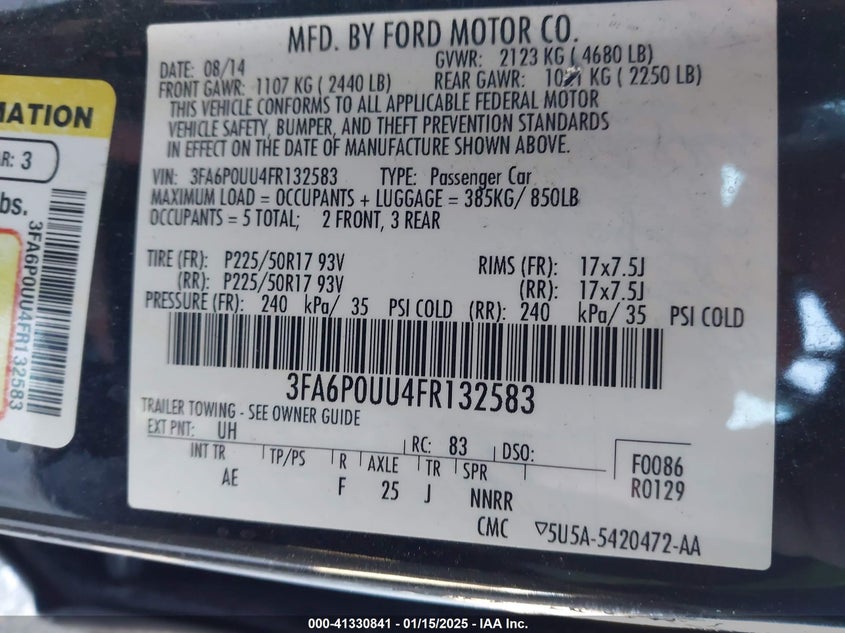 MFD. BY FORD MOTOR CO.
DATE: 08/14
GVWR: 2123 KG ( 4680 LB)
FRONT GAWR: 1107 KG ( 2440 LB)
REAR GAWR: KG ( 2250 LB)
THIS VEHICLE CONFORMS TO ALL APPLICABLE FEDERAL MOTOR
VEHICLE SAFETY, BUMPER, AND THEFT PREVENTION STANDARDS
IN EFFECT ON THE DATE OF MANUFACTURE SHOWN ABOVE.
VIN: 3FA6P0UU4FR132583 TYPE: Passenger Car
MAXIMUM LOAD = OCCUPANTS + LUGGAGE = 385KG/ 850LB
OCCUPANTS = 5 TOTAL; 2 FRONT, 3 REAR
TIRE (FR): P225/50R17 93V RIMS (FR): 17x7.5J
(RR): P225/50R17 93V (RR): 17x7.5J
PRESSURE (FR): 240 kPa/ 35 PSI COLD (RR): 240 kPa/ 35 PSI COLD
3FA6P0UU4FR132583
TRAILER TOWING - SEE OWNER GUIDE
EXT PNT: UH RC: 83 DSO:
INT TR TP/PS R AXLE TR SPR
AE F 25 J NNRR
F0086
R0129
CMC ▽5U5A-5420472-AA
MATION
R: 3
bs.
3FA6P0UU4FR132583
000-41330841 - 01/15/2025 - IAA Inc.